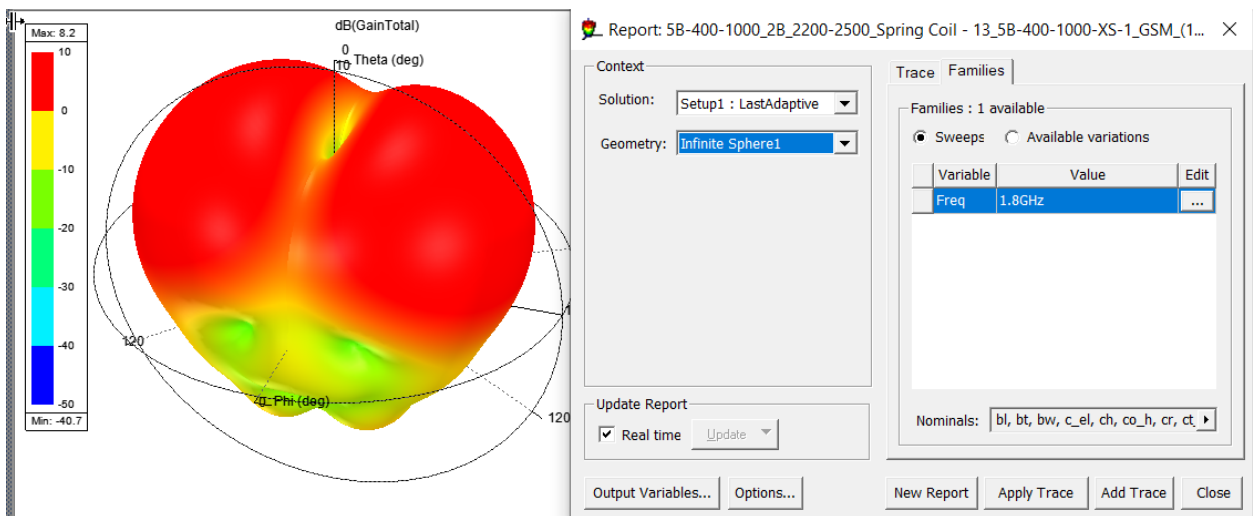 Max: 8.2
10
0
-10
-20
-30
-40
-50
Min: -40.7
dB(GainTotal)
0
10
Theta (deg)
120
Phi (deg)
120
Report: 5B-400-1000_2B_2200-2500_Spring Coil - 13_5B-400-1000-XS-1_GSM_(1...
Context
Solution:
Setup1 : LastAdaptive
Geometry:
Infinite Sphere1
Update Report
Real time
Update
Output Variables...
Options...
Trace
Families
Families : 1 available
Sweeps
Available variations
Variable
Value
Edit
Freq
1.8GHz
...
Nominals:
bl, bt, bw, c_el, ch, co_h, cr, ct_
New Report
Apply Trace
Add Trace
Close